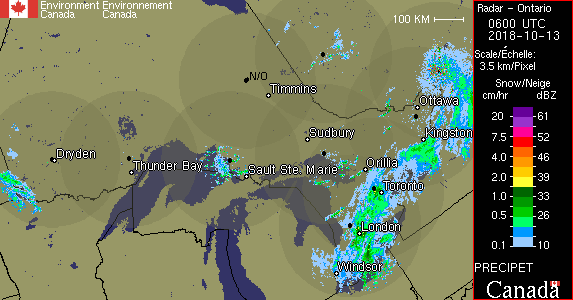 Environment Environnement
Canada Canada
Radar - Ontario
0600 UTC
2018-10-13
Scale/Échelle:
3.5 km/Pixel
Snow/Neige
cm/hr dBZ
20 61
7.5 52
4.0 46
2.0 39
1.0 33
0.5 26
0.1 10
PRECIPET
Canada
100 KM
N/O
Timmins
Ottawa
Sudbury
Kingston
Dryden
Thunder Bay
Sault Ste. Marie
Orillia
Toronto
London
Windsor